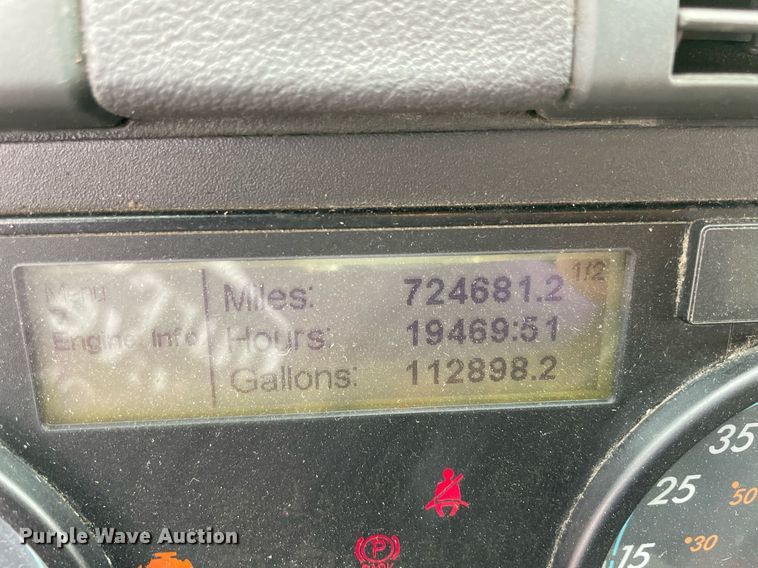 1/2
Menu Miles: 724681.2
Engine Info Hours: 19469:51
Gallons: 112898.2
35
25
50
30
15
P
PARK
Purple Wave Auction